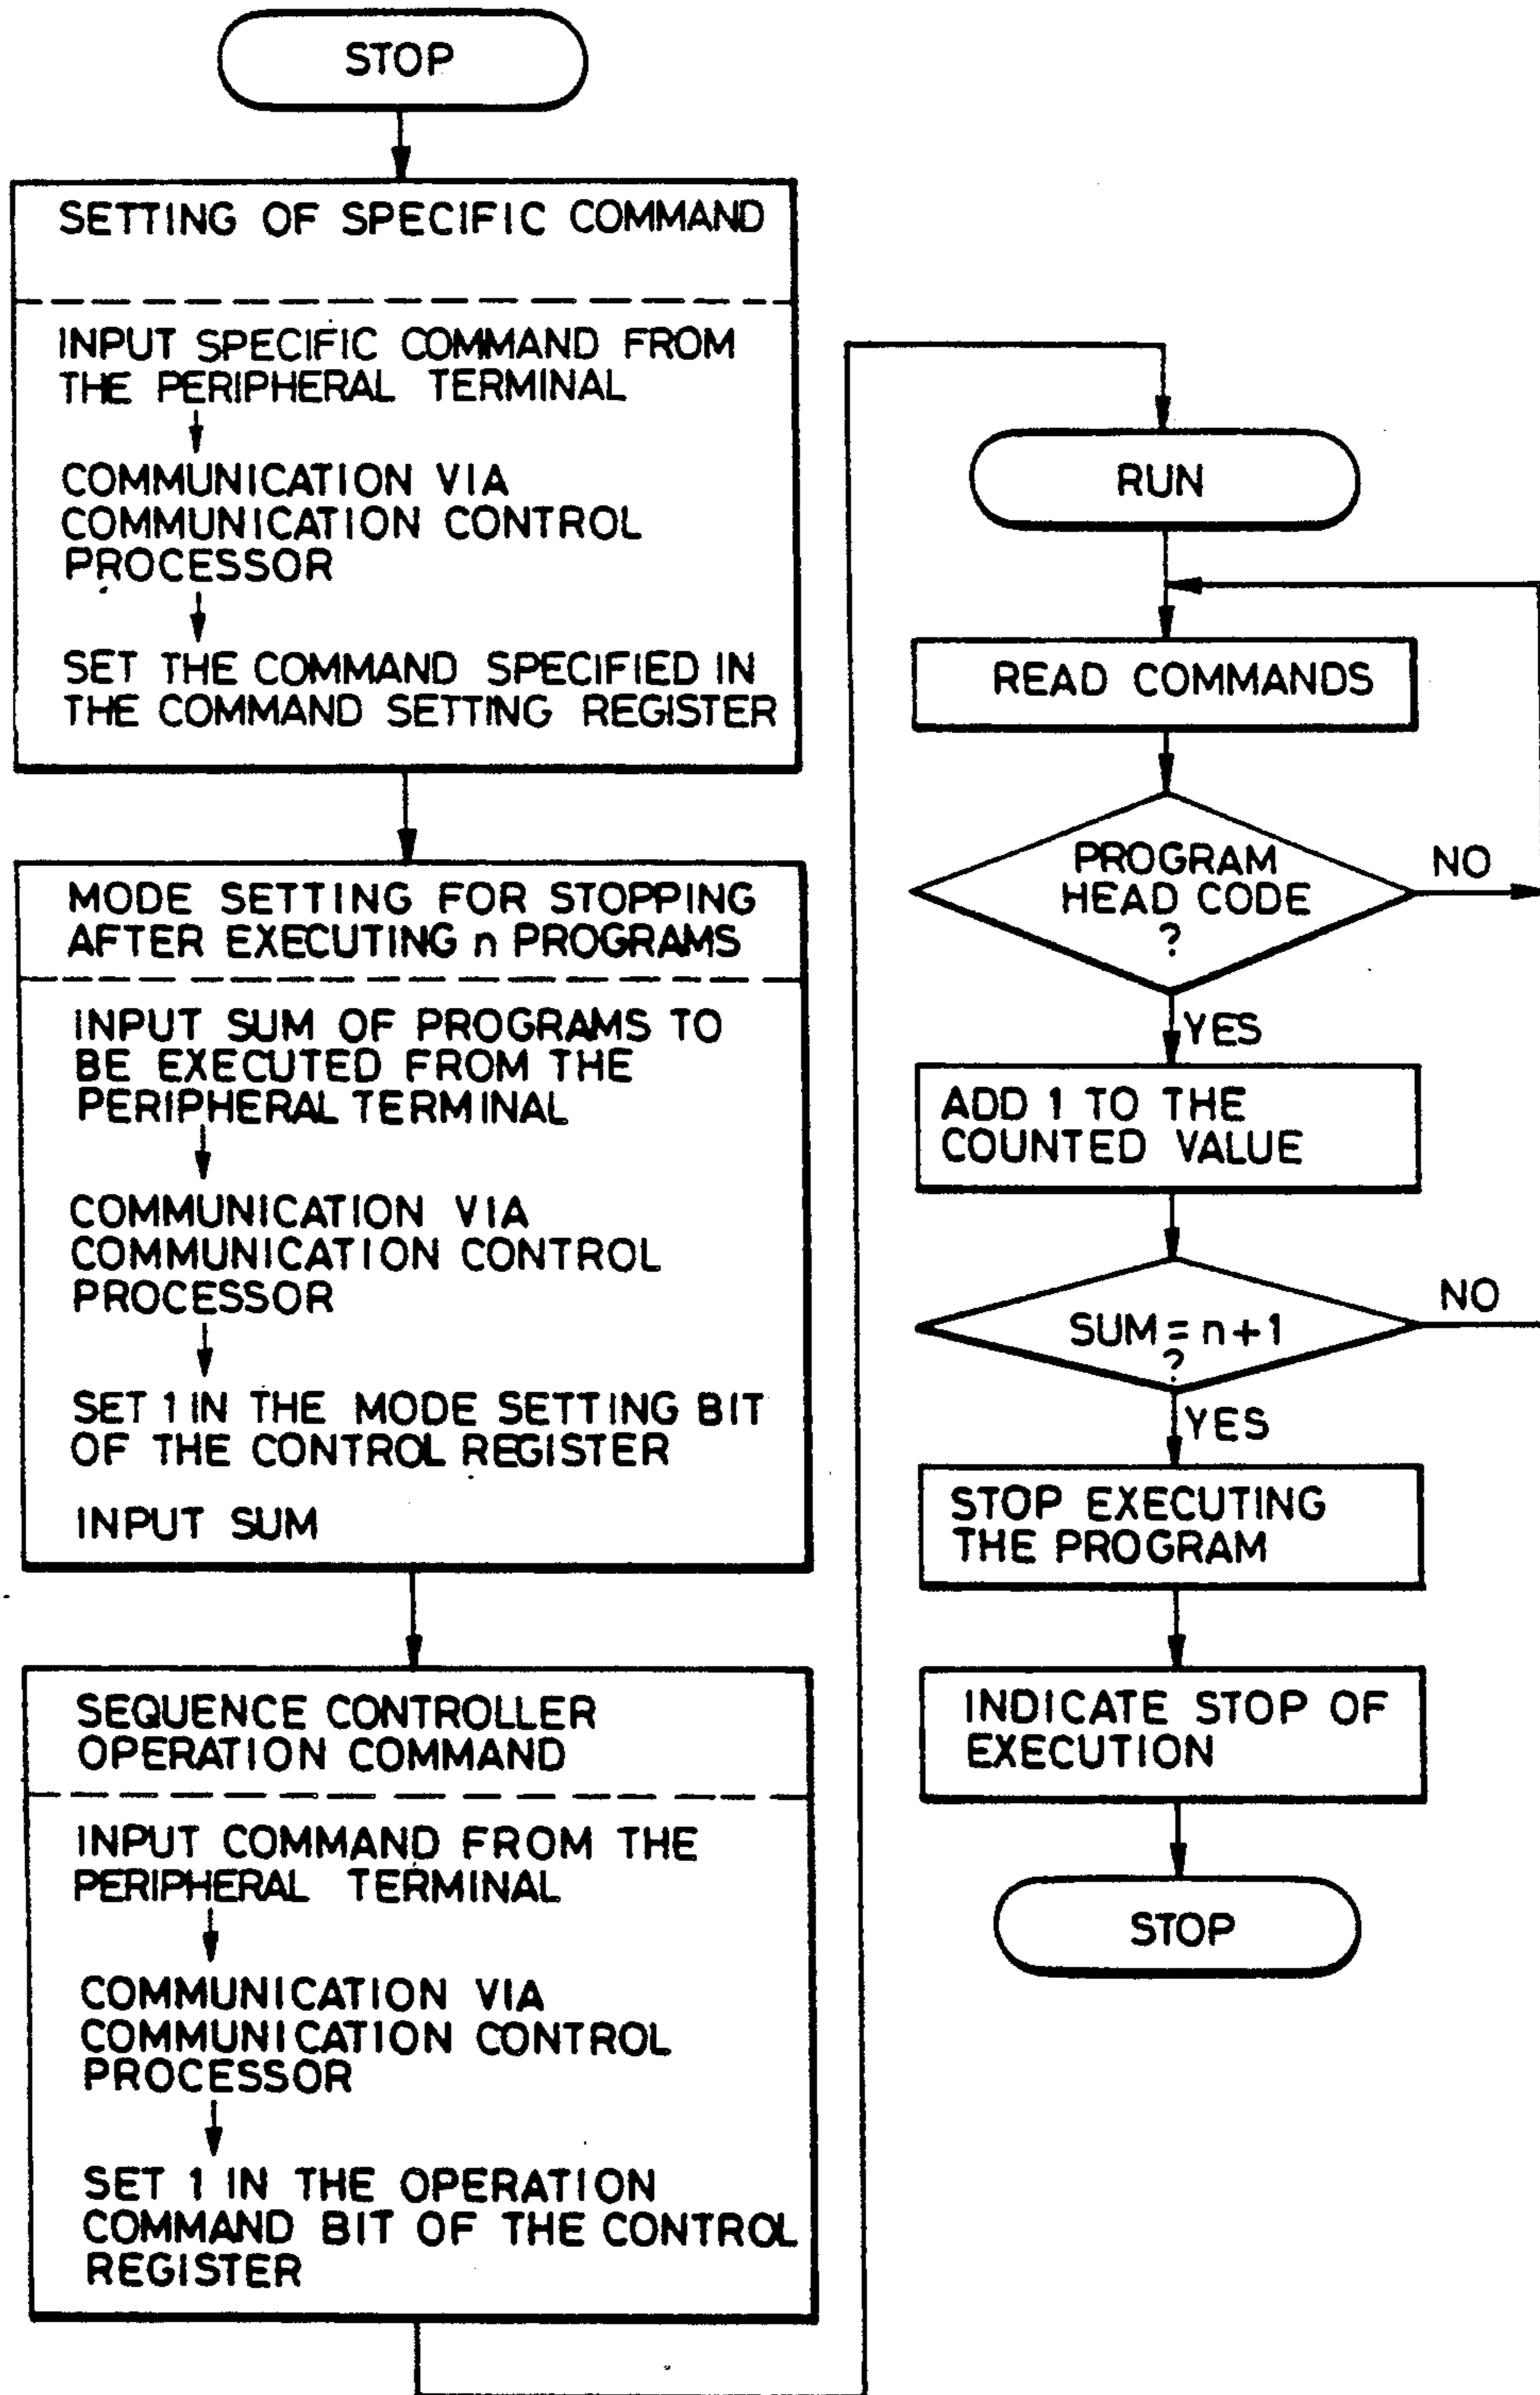 STOP
SETTING OF SPECIFIC COMMAND
INPUT SPECIFIC COMMAND FROM
THE PERIPHERAL TERMINAL
COMMUNICATION VIA
COMMUNICATION CONTROL
PROCESSOR
SET THE COMMAND SPECIFIED IN
THE COMMAND SETTING REGISTER
MODE SETTING FOR STOPPING
AFTER EXECUTING n PROGRAMS
INPUT SUM OF PROGRAMS TO
BE EXECUTED FROM THE
PERIPHERAL TERMINAL
COMMUNICATION VIA
COMMUNICATION CONTROL
PROCESSOR
SET 1 IN THE MODE SETTING BIT
OF THE CONTROL REGISTER
INPUT SUM
SEQUENCE CONTROLLER
OPERATION COMMAND
INPUT COMMAND FROM THE
PERIPHERAL TERMINAL
COMMUNICATION VIA
COMMUNICATION CONTROL
PROCESSOR
SET 1 IN THE OPERATION
COMMAND BIT OF THE CONTROL
REGISTER
RUN
READ COMMANDS
PROGRAM
HEAD CODE
?
NO
YES
ADD 1 TO THE
COUNTED VALUE
SUM = n+1
?
NO
YES
STOP EXECUTING
THE PROGRAM
INDICATE STOP OF
EXECUTION
STOP